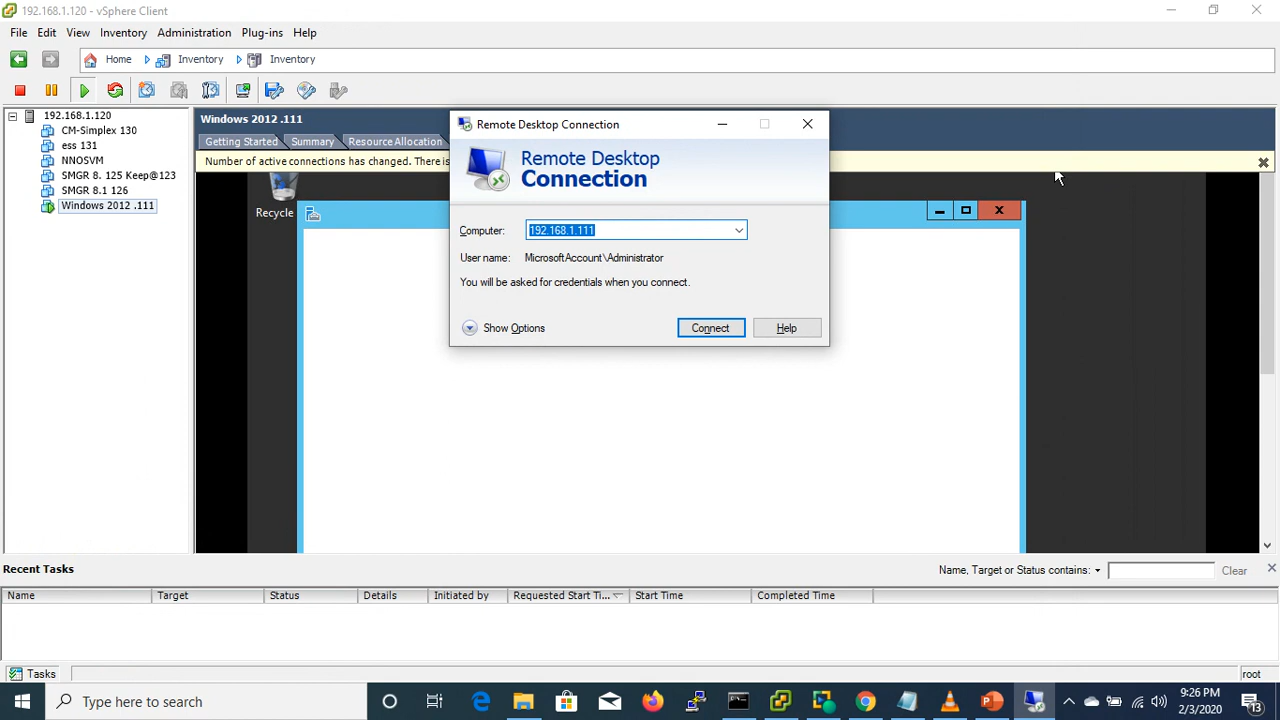 192.168.1.120 - vSphere Client
File Edit View Inventory Administration Plug-ins Help
Home Inventory Inventory
192.168.1.120
CM-Simplex 130
ess 131
NNOSVM
SMGR 8. 125 Keep@123
SMGR 8.1 126
Windows 2012 .111
Windows 2012 .111
Getting Started Summary Resource Allocation
Number of active connections has changed. There is
Recycle
Remote Desktop Connection
Remote Desktop
Connection
Computer: 192.168.1.111
User name: MicrosoftAccount\Administrator
You will be asked for credentials when you connect.
Show Options Connect Help
Recent Tasks Name, Target or Status contains: Clear
Name Target Status Details Initiated by Requested Start Ti... Start Time Completed Time
Tasks root
Type here to search
9:26 PM
2/3/2020
13